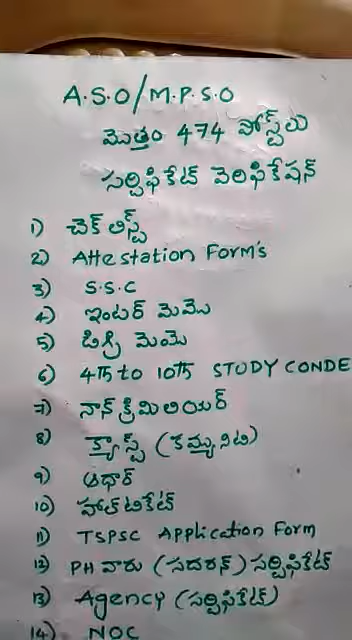 A.S.O/M.P.S.O
మొత్తం 474 పోస్ట్‌లు
సర్టిఫికేట్ వెరిఫికేషన్
1) చెక్ లిస్ట్
2) Attestation Form's
3) S.S.C
4) ఇంటర్ మెమొ
5) డిగ్రి మెమొ
6) 4th to 10th STUDY CONDE
7) నాన్ క్రిమిలియర్
8) క్యాస్ట్ (కమ్యునిటి)
9) ఆధార్
10) హాల్ టికేట్
11) TSPSC Application Form
12) PH వారు (సదరన్) సర్టిఫికేట్
13) Agency (సర్టిఫికేట్)
14) NOC